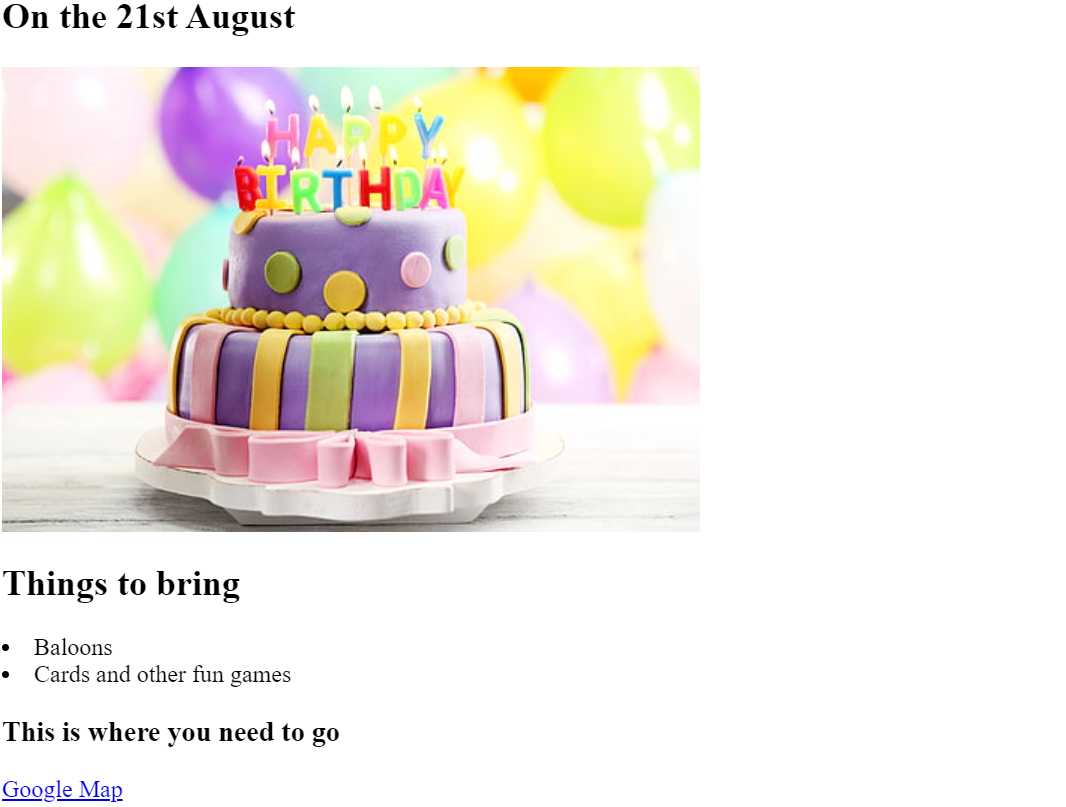 On the 21st August
HAPPY
BIRTHDAY
Things to bring
Baloons
Cards and other fun games
This is where you need to go
Google Map